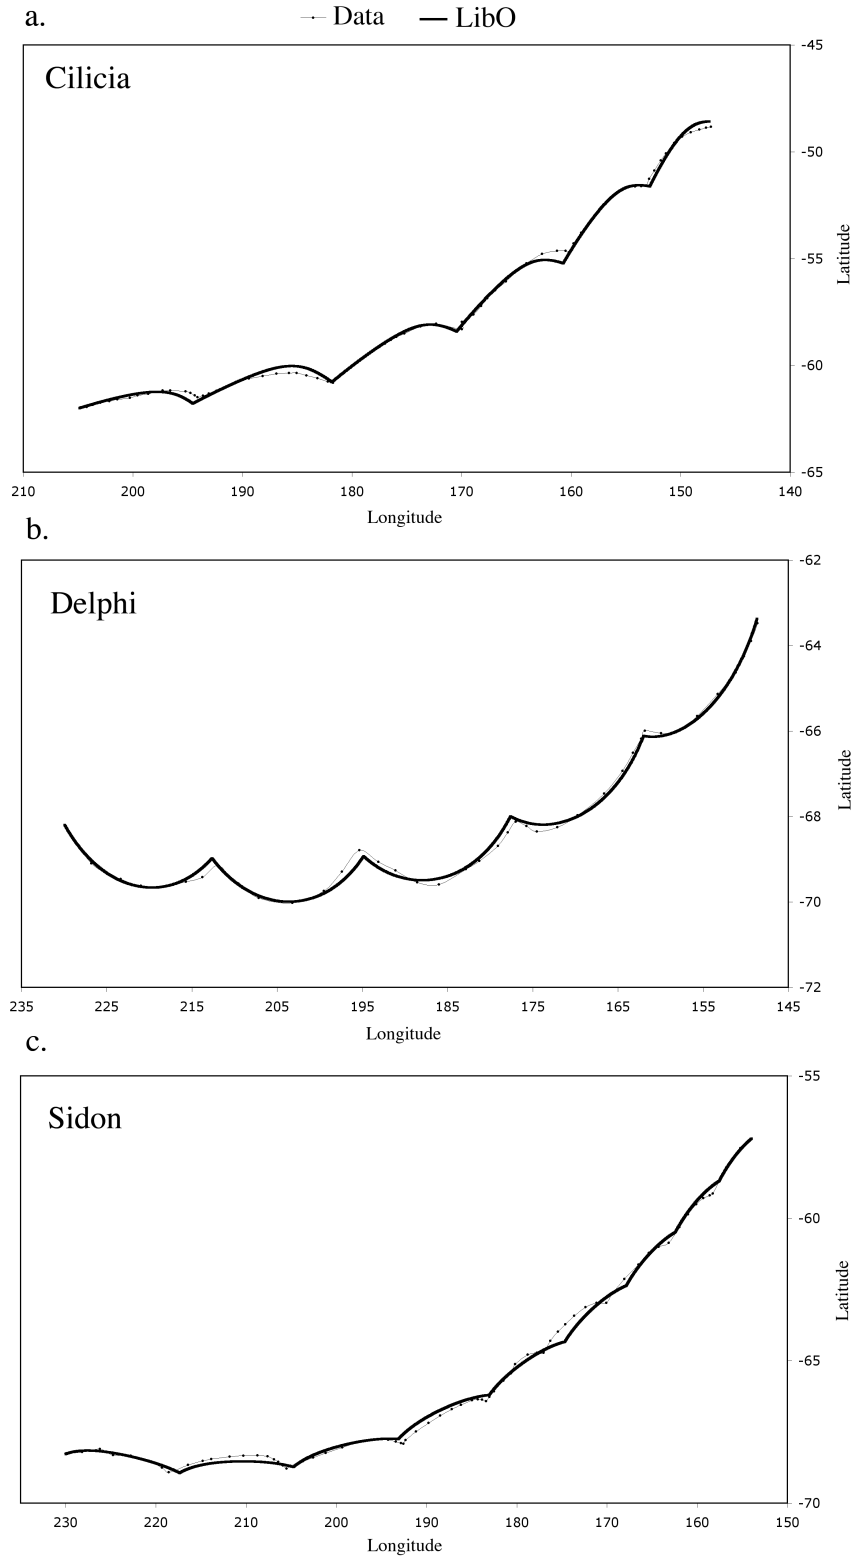 a.
Data LibO
Cilicia
-45
-50
-55
-60
-65
Latitude
210 200 190 180 170 160 150 140
Longitude
b.
Delphi
-62
-64
-66
-68
-70
-72
Latitude
235 225 215 205 195 185 175 165 155 145
Longitude
c.
Sidon
-55
-60
-65
-70
Latitude
230 220 210 200 190 180 170 160 150
Longitude